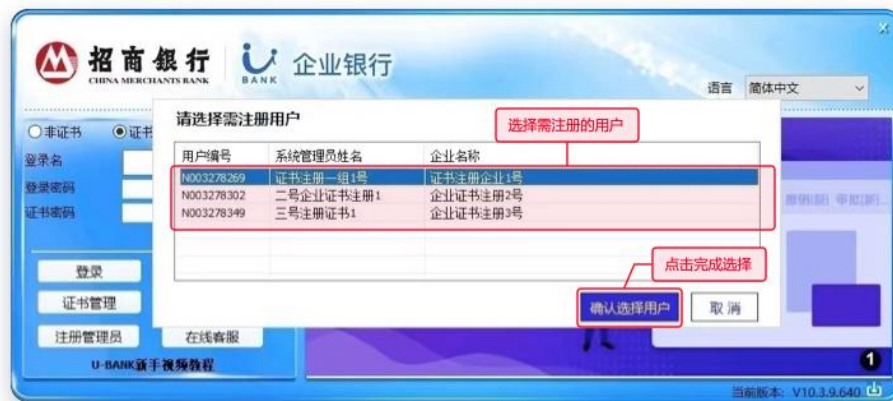 招商银行
CHINA MERCHANTS BANK
U
BANK
企业银行
语言 简体中文
请选择需注册用户
选择需注册的用户
非证书
登录名
登录密码
证书密码
用户编号 系统管理员姓名 企业名称
N003278269 证书注册一组1号 证书注册企业1号
N003278302 二号企业证书注册1 企业证书注册2号
N003278349 三号注册证书1 企业证书注册3号
点击完成选择
确认选择用户 取消
登录
证书管理
注册管理员 在线客服
U-BANK新手视频教程
1
当前版本: V10.3.9.640